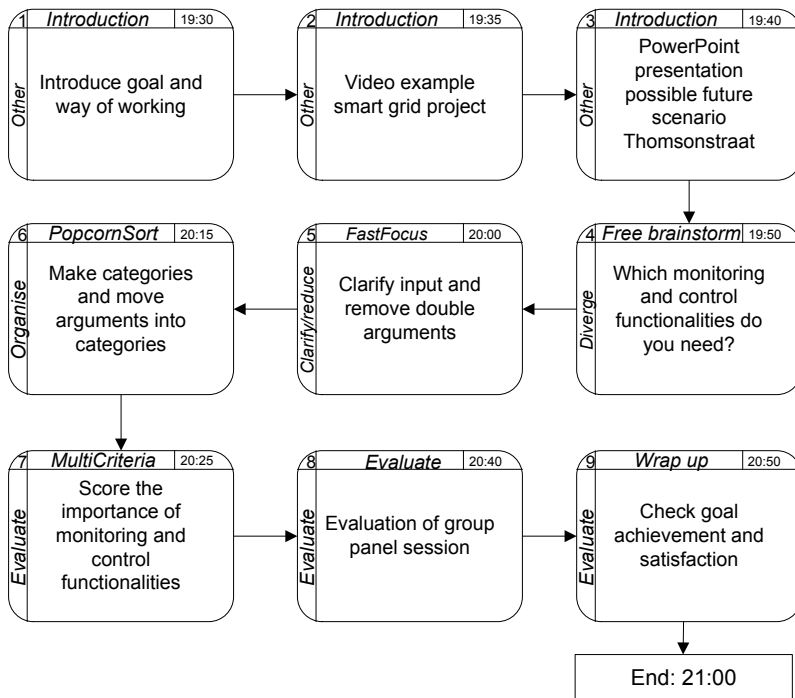 1 Introduction 19:30
Other
Introduce goal and
way of working
2 Introduction 19:35
Other
Video example
smart grid project
3 Introduction 19:40
Other
PowerPoint
presentation
possible future
scenario
Thomsonstraat
4 Free brainstorm 19:50
Diverge
Which monitoring
and control
functionalities do
you need?
5 FastFocus 20:00
Clarify/reduce
Clarify input and
remove double
arguments
6 PopcornSort 20:15
Organise
Make categories
and move
arguments into
categories
7 MultiCriteria 20:25
Evaluate
Score the
importance of
monitoring and
control
functionalities
8 Evaluate 20:40
Evaluate
Evaluation of group
panel session
9 Wrap up 20:50
Evaluate
Check goal
achievement and
satisfaction
End: 21:00